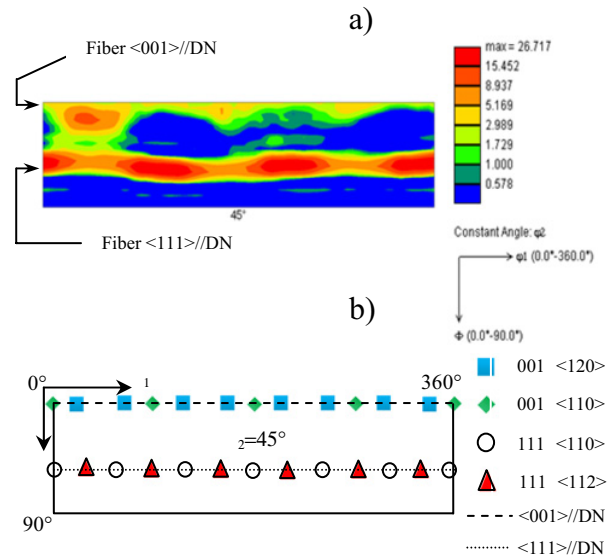 a)
Fiber <001>//DN
max = 26.717
15.452
8.937
5.169
2.989
1.729
1.000
0.578
1
45°
Fiber <111>//DN
Constant Angle: φ2
φ1 (0.0°-360.0°)
Φ (0.0°-90.0°)
b)
0°
1
360°
2=45°
90°
001 <120>
001 <110>
111 <110>
111 <112>
<001>//DN
<111>//DN